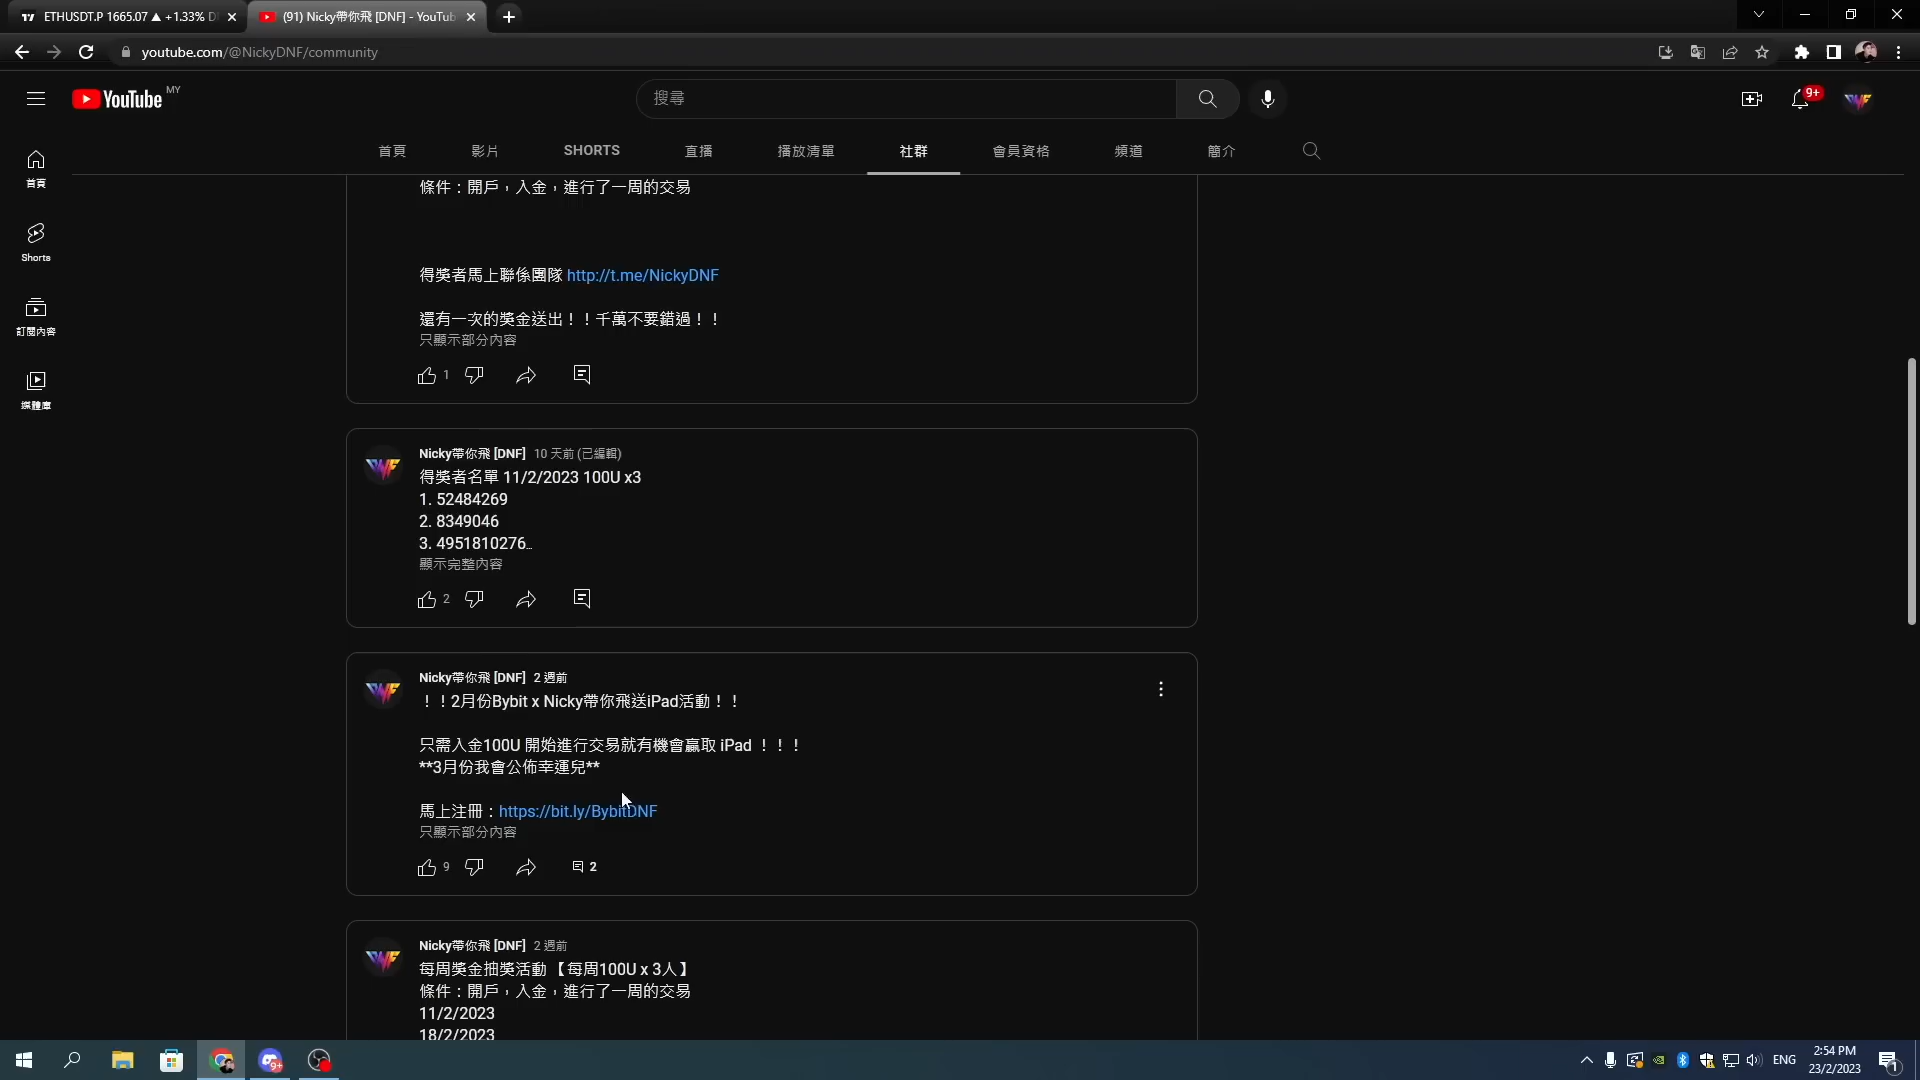 ETHUSDT.P 1665.07 ▲ +1.33% D
(91) Nicky帶你飛 [DNF] - YouTub
youtube.com/@NickyDNF/community
YouTube MY
搜尋
9+
首頁
影片
SHORTS
直播
播放清單
社群
會員資格
頻道
簡介
首頁
Shorts
訂閱內容
媒體庫
條件：開戶，入金，進行了一周的交易
得獎者馬上聯係團隊 http://t.me/NickyDNF
還有一次的獎金送出！！千萬不要錯過！！
只顯示部分內容
1
Nicky帶你飛 [DNF] 10 天前 (已編輯)
得獎者名單 11/2/2023 100U x3
1. 52484269
2. 8349046
3. 4951810276...
顯示完整內容
2
Nicky帶你飛 [DNF] 2 週前
！！2月份Bybit x Nicky帶你飛送iPad活動！！
只需入金100U 開始進行交易就有機會贏取 iPad ！！！
**3月份我會公佈幸運兒**
馬上注冊：https://bit.ly/BybitDNF
只顯示部分內容
9
2
Nicky帶你飛 [DNF] 2 週前
每周獎金抽獎活動 【每周100U x 3人】
條件：開戶，入金，進行了一周的交易
11/2/2023
18/2/2023
9+
ENG
2:54 PM
23/2/2023
1